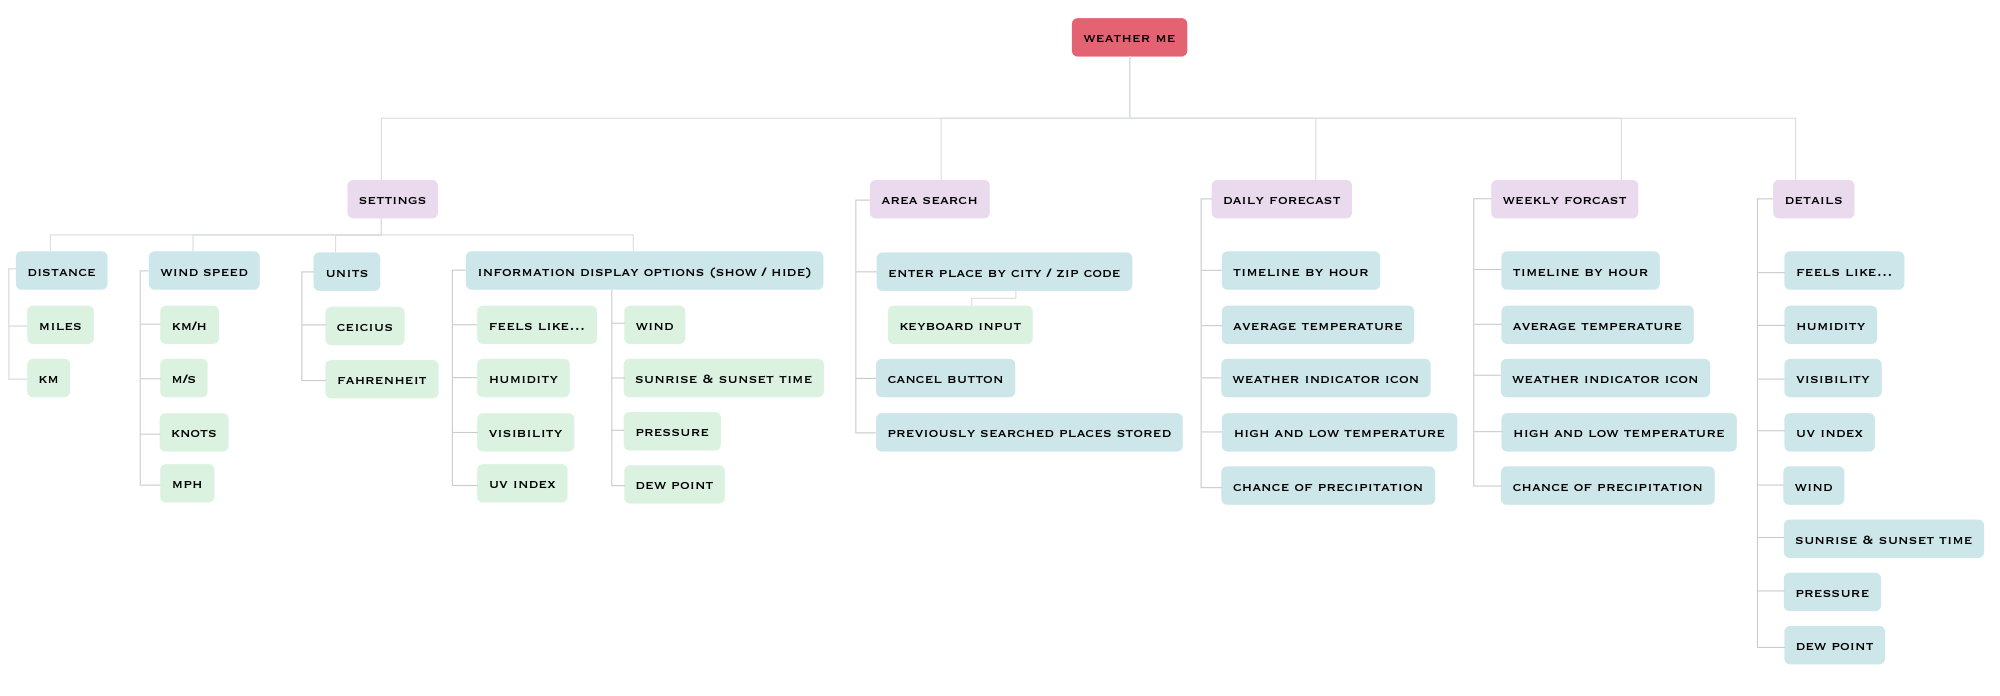 WEATHER ME
SETTINGS
AREA SEARCH
DAILY FORECAST
WEEKLY FORCAST
DETAILS
DISTANCE
MILES
KM
WIND SPEED
KM/H
M/S
KNOTS
MPH
UNITS
CEICIUS
FAHRENHEIT
INFORMATION DISPLAY OPTIONS (SHOW / HIDE)
FEELS LIKE...
HUMIDITY
VISIBILITY
UV INDEX
WIND
SUNRISE & SUNSET TIME
PRESSURE
DEW POINT
ENTER PLACE BY CITY / ZIP CODE
KEYBOARD INPUT
CANCEL BUTTON
PREVIOUSLY SEARCHED PLACES STORED
TIMELINE BY HOUR
AVERAGE TEMPERATURE
WEATHER INDICATOR ICON
HIGH AND LOW TEMPERATURE
CHANCE OF PRECIPITATION
TIMELINE BY HOUR
AVERAGE TEMPERATURE
WEATHER INDICATOR ICON
HIGH AND LOW TEMPERATURE
CHANCE OF PRECIPITATION
FEELS LIKE...
HUMIDITY
VISIBILITY
UV INDEX
WIND
SUNRISE & SUNSET TIME
PRESSURE
DEW POINT